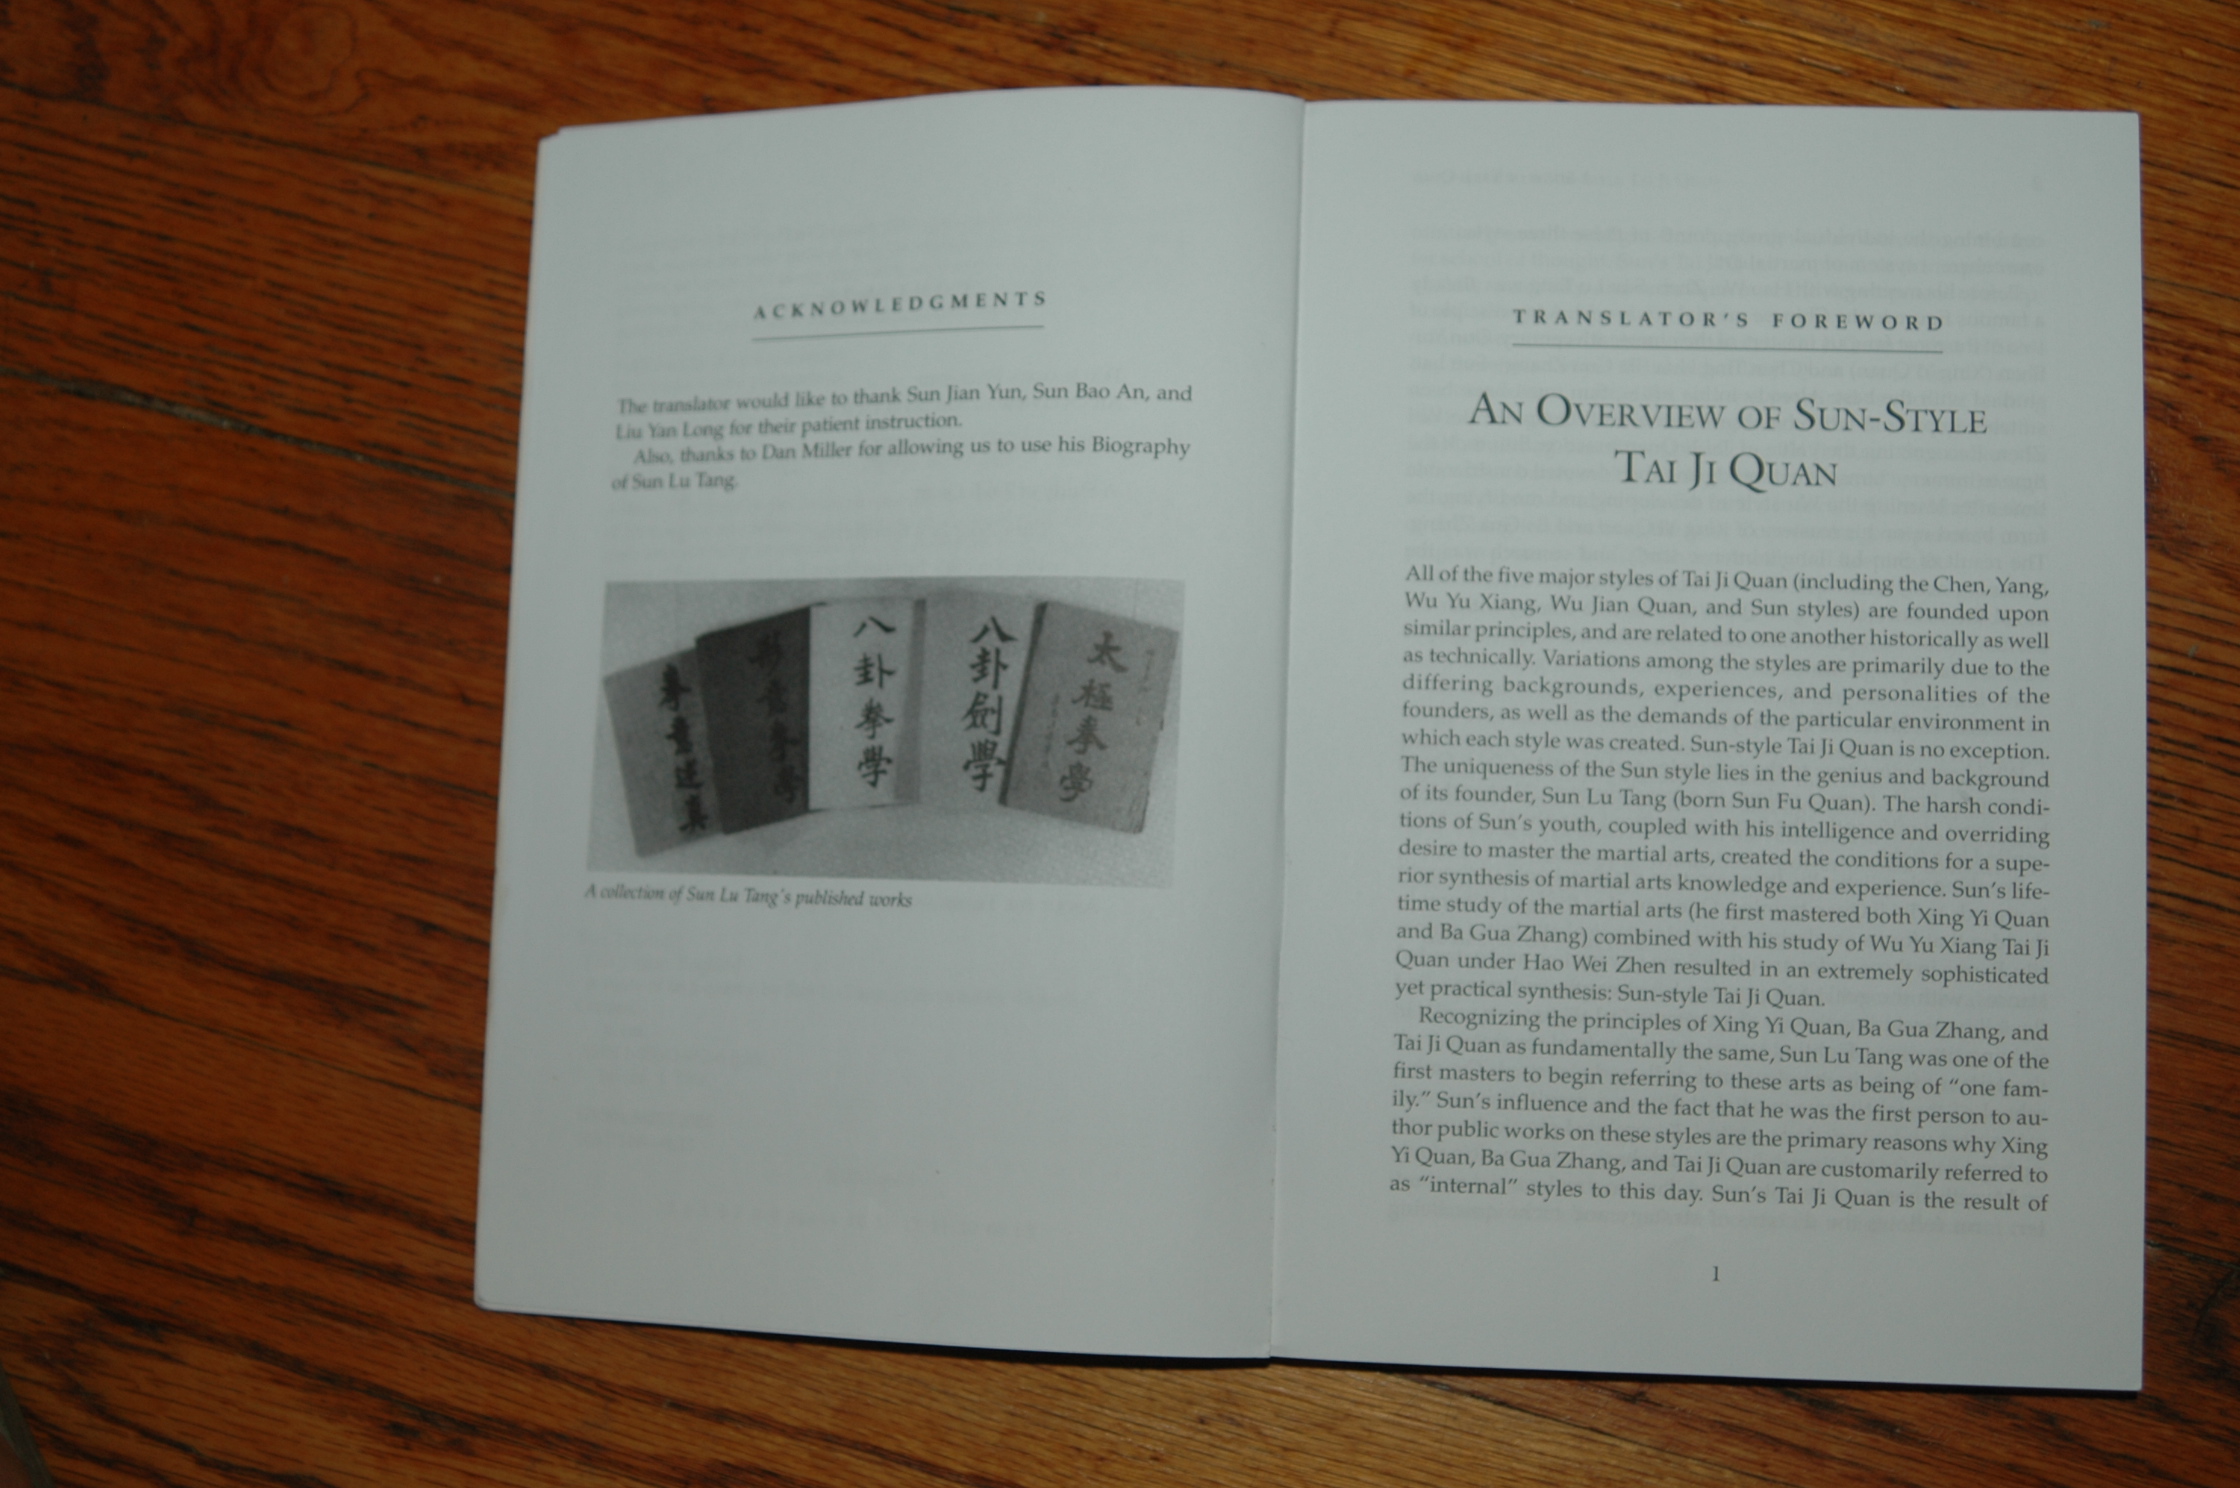 ACKNOWLEDGMENTS
The translator would like to thank Sun Jian Yun, Sun Bao An, and
Liu Yan Long for their patient instruction.
Also, thanks to Dan Miller for allowing us to use his Biography
of Sun Lu Tang.
拳意述真
形意拳學
八卦拳學
八卦劍學
太極拳學
A collection of Sun Lu Tang's published works
TRANSLATOR'S FOREWORD
AN OVERVIEW OF SUN-STYLE
TAI JI QUAN
All of the five major styles of Tai Ji Quan (including the Chen, Yang,
Wu Yu Xiang, Wu Jian Quan, and Sun styles) are founded upon
similar principles, and are related to one another historically as well
as technically. Variations among the styles are primarily due to the
differing backgrounds, experiences, and personalities of the
founders, as well as the demands of the particular environment in
which each style was created. Sun-style Tai Ji Quan is no exception.
The uniqueness of the Sun style lies in the genius and background
of its founder, Sun Lu Tang (born Sun Fu Quan). The harsh condi-
tions of Sun's youth, coupled with his intelligence and overriding
desire to master the martial arts, created the conditions for a supe-
rior synthesis of martial arts knowledge and experience. Sun's life-
time study of the martial arts (he first mastered both Xing Yi Quan
and Ba Gua Zhang) combined with his study of Wu Yu Xiang Tai Ji
Quan under Hao Wei Zhen resulted in an extremely sophisticated
yet practical synthesis: Sun-style Tai Ji Quan.
Recognizing the principles of Xing Yi Quan, Ba Gua Zhang, and
Tai Ji Quan as fundamentally the same, Sun Lu Tang was one of the
first masters to begin referring to these arts as being of "one fam-
ily." Sun's influence and the fact that he was the first person to au-
thor public works on these styles are the primary reasons why Xing
Yi Quan, Ba Gua Zhang, and Tai Ji Quan are customarily referred to
as "internal" styles to this day. Sun's Tai Ji Quan is the result of
1